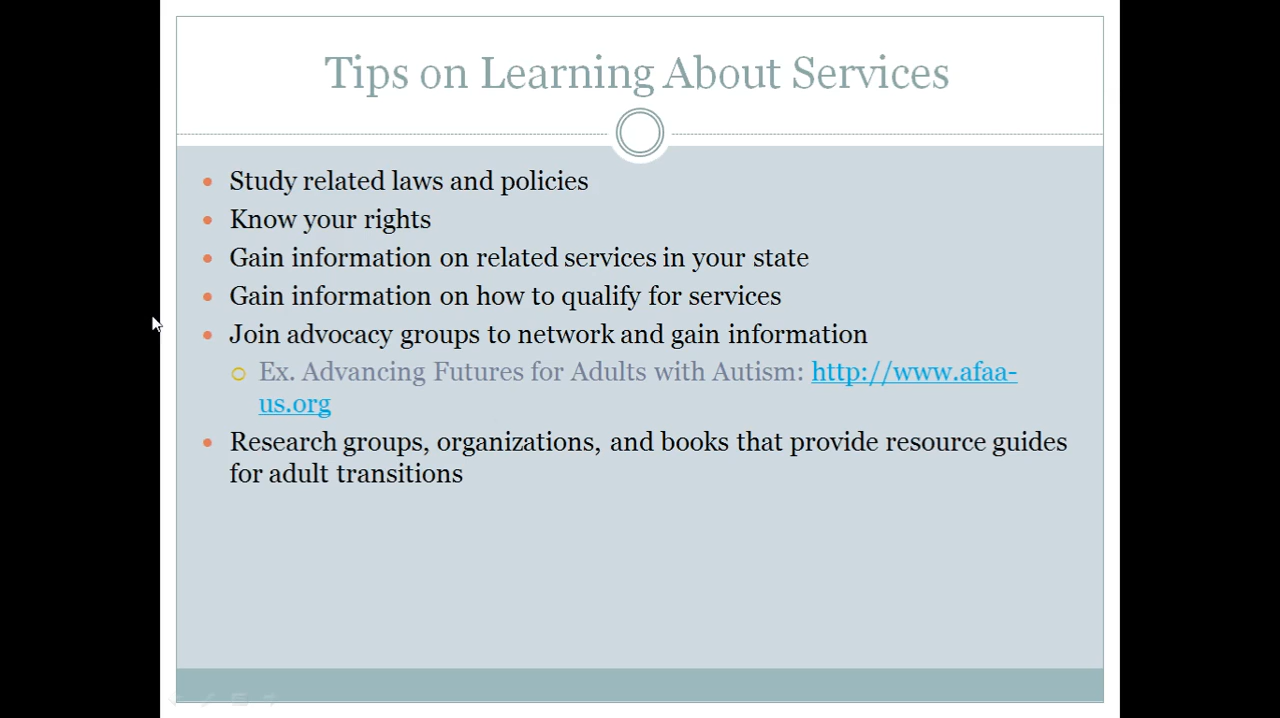 Tips on Learning About Services
Study related laws and policies
Know your rights
Gain information on related services in your state
Gain information on how to qualify for services
Join advocacy groups to network and gain information
Ex. Advancing Futures for Adults with Autism: http://www.afaa-
us.org
Research groups, organizations, and books that provide resource guides
for adult transitions